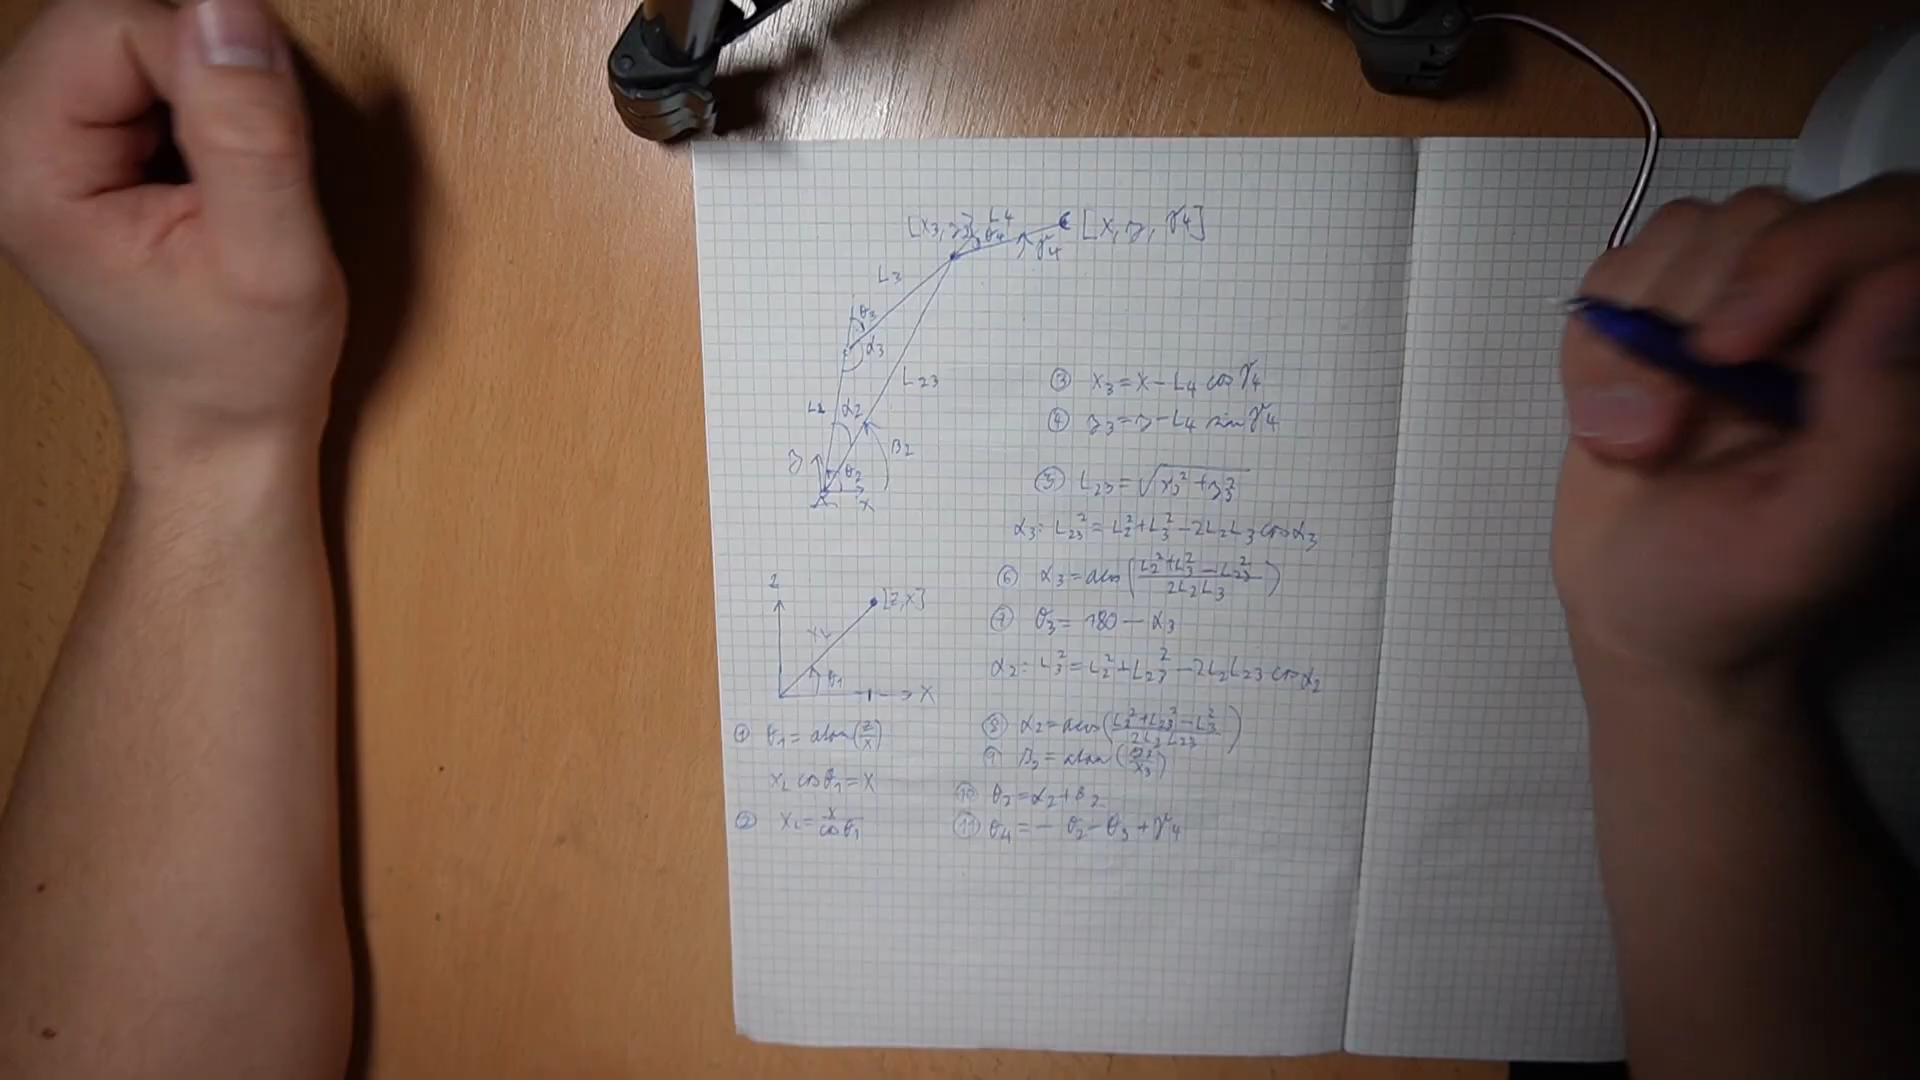 [x3, y3] L4 θ4 [x, y, γ4]
γ4
L3
θ3
α3
L23
L2 α2
β2
y θ2
x
③ x3 = x - L4 cos γ4
④ y3 = y - L4 sin γ4
⑤ L23 = √(x3² + y3²)
α3: L23² = L2² + L3² - 2L2L3 cos α3
⑥ α3 = acos((L2² + L3² - L23²)/(2L2L3))
⑦ θ3 = 180 - α3
α2: L3² = L2² + L23² - 2L2L23 cos α2
⑧ α2 = acos((L2² + L23² - L3²)/(2L2L23))
⑨ = atan(y3/x3)
⑩ θ2 = α2 + β2
⑪ θ4 = - θ2 - θ3 + γ4
z
[z, x]
θ1
x
① θ1 = atan(z/x)
x2 cos θ1 = x
② x2 = x/cos θ1